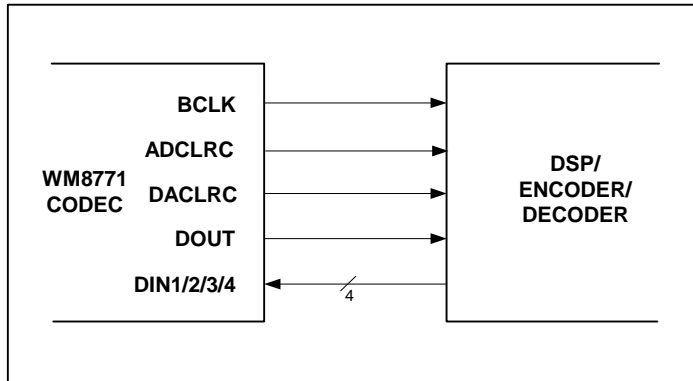 BCLK
ADCLRC
WM8771
CODEC
DACLRC
DOUT
DIN1/2/3/4
4
DSP/
ENCODER/
DECODER